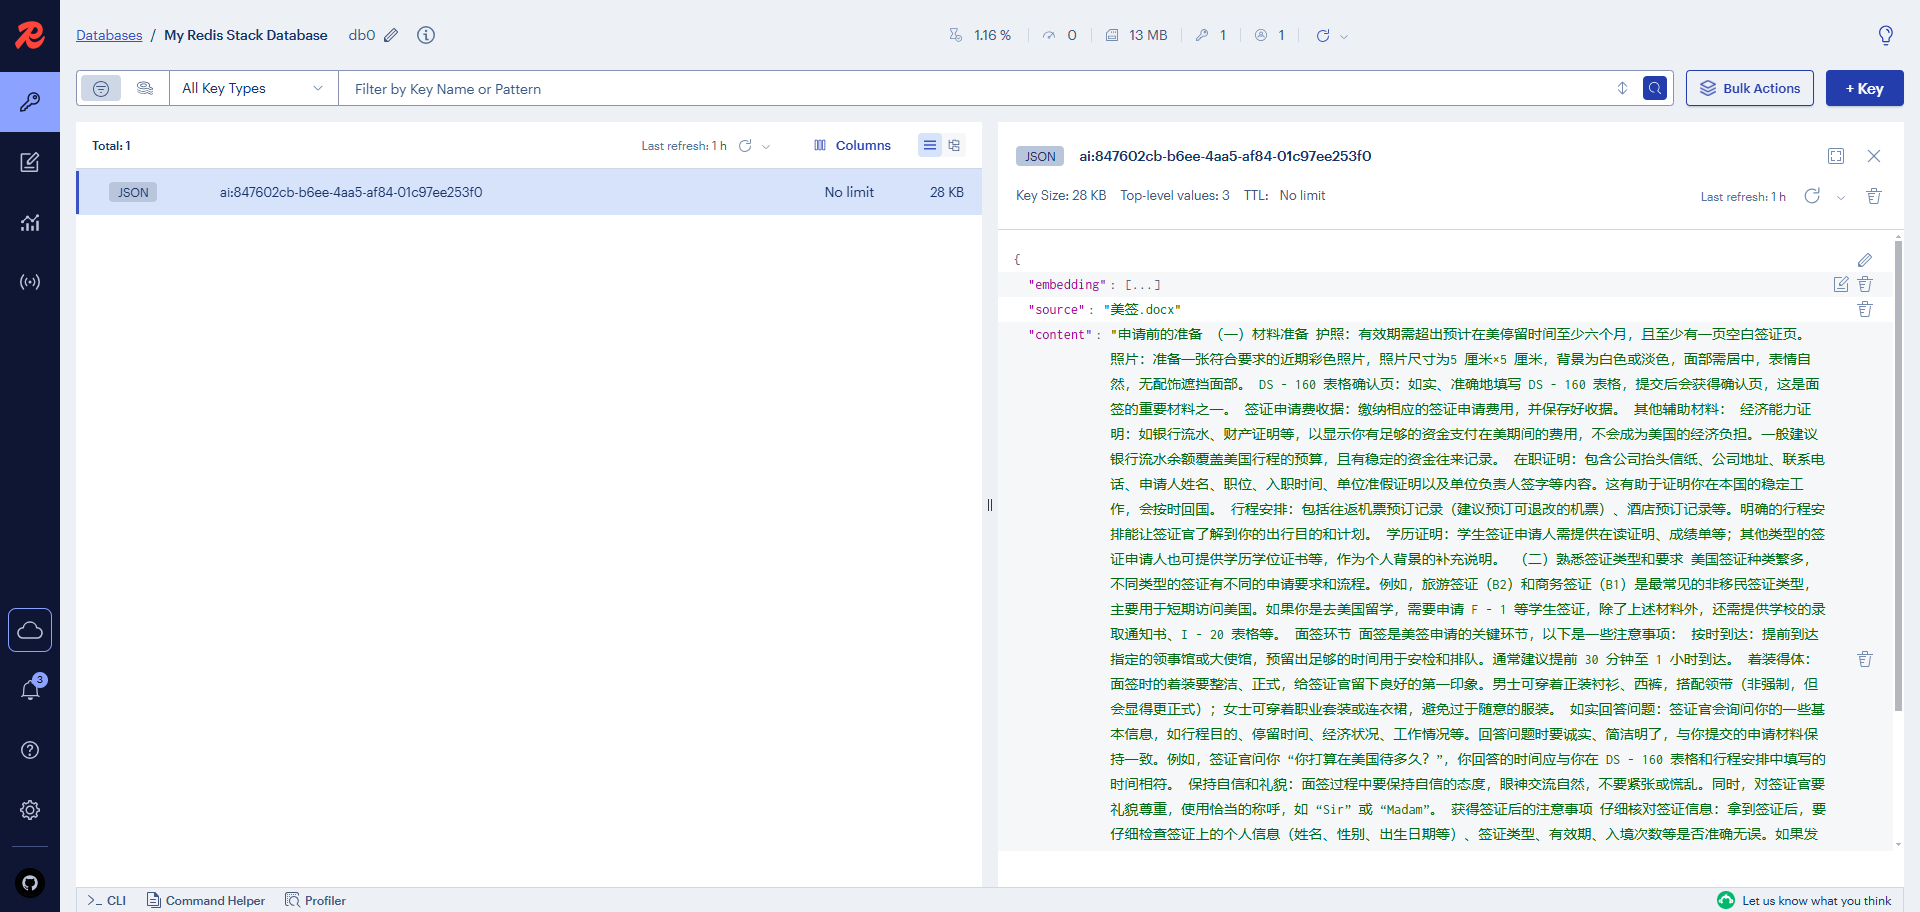 Databases / My Redis Stack Database db0
1.16 % 0 13 MB 1 1
All Key Types
Filter by Key Name or Pattern
Bulk Actions
+ Key
Total: 1
Last refresh: 1 h
Columns
JSON ai:847602cb-b6ee-4aa5-af84-01c97ee253f0 No limit 28 KB
JSON ai:847602cb-b6ee-4aa5-af84-01c97ee253f0
Key Size: 28 KB Top-level values: 3 TTL: No limit
Last refresh: 1 h
{
"embedding": [...]
"source": "美签.docx"
"content": "申请前的准备 （一）材料准备 护照：有效期需超出预计在美停留时间至少六个月，且至少有一页空白签证页。
照片：准备一张符合要求的近期彩色照片，照片尺寸为5 厘米×5 厘米，背景为白色或淡色，面部需居中，表情自
然，无配饰遮挡面部。 DS - 160 表格确认页：如实、准确地填写 DS - 160 表格，提交后会获得确认页，这是面
签的重要材料之一。 签证申请费收据：缴纳相应的签证申请费用，并保存好收据。 其他辅助材料： 经济能力证
明：如银行流水、财产证明等，以显示你有足够的资金支付在美期间的费用，不会成为美国的经济负担。一般建议
银行流水余额覆盖美国行程的预算，且有稳定的资金往来记录。 在职证明：包含公司抬头信纸、公司地址、联系电
话、申请人姓名、职位、入职时间、单位准假证明以及单位负责人签字等内容。这有助于证明你在本国的稳定工
作，会按时回国。 行程安排：包括往返机票预订记录（建议预订可退改的机票）、酒店预订记录等。明确的行程安
排能让签证官了解到你的出行目的和计划。 学历证明：学生签证申请人需提供在读证明、成绩单等；其他类型的签
证申请人也可提供学历学位证书等，作为个人背景的补充说明。 （二）熟悉签证类型和要求 美国签证种类繁多，
不同类型的签证有不同的申请要求和流程。例如，旅游签证（B2）和商务签证（B1）是最常见的非移民签证类型，
主要用于短期访问美国。如果你是去美国留学，需要申请 F - 1 等学生签证，除了上述材料外，还需提供学校的录
取通知书、I - 20 表格等。 面签环节 面签是美签申请的关键环节，以下是一些注意事项： 按时到达：提前到达
指定的领事馆或大使馆，预留出足够的时间用于安检和排队。通常建议提前 30 分钟至 1 小时到达。 着装得体：
面签时的着装要整洁、正式，给签证官留下良好的第一印象。男士可穿着正装衬衫、西裤，搭配领带（非强制，但
会显得更正式）；女士可穿着职业套装或连衣裙，避免过于随意的服装。 如实回答问题：签证官会询问你的一些基
本信息，如行程目的、停留时间、经济状况、工作情况等。回答问题时要诚实、简洁明了，与你提交的申请材料保
持一致。例如，签证官问你“你打算在美国待多久？”，你回答的时间应与你在 DS - 160 表格和行程安排中填写的
时间相符。 保持自信和礼貌：面签过程中要保持自信的态度，眼神交流自然，不要紧张或慌乱。同时，对签证官要
礼貌尊重，使用恰当的称呼，如 “Sir” 或 “Madam”。 获得签证后的注意事项 仔细核对签证信息：拿到签证后，要
仔细检查签证上的个人信息（姓名、性别、出生日期等）、签证类型、有效期、入境次数等是否准确无误。如果发
3
>_ CLI Command Helper Profiler
Let us know what you think